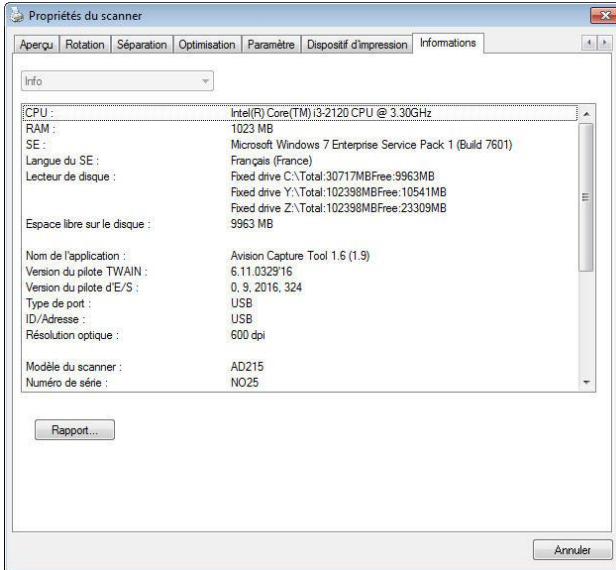 Propriétés du scanner
Aperçu Rotation Séparation Optimisation Paramètre Dispositif d'impression Informations
Info
CPU : Intel(R) Core(TM) i3-2120 CPU @ 3.30GHz
RAM : 1023 MB
SE : Microsoft Windows 7 Enterprise Service Pack 1 (Build 7601)
Langue du SE : Français (France)
Lecteur de disque : Fixed drive C:\Total:30717MBFree:9963MB
Fixed drive Y:\Total:102398MBFree:10541MB
Fixed drive Z:\Total:102398MBFree:23309MB
Espace libre sur le disque : 9963 MB
Nom de l'application : Avision Capture Tool 1.6 (1.9)
Version du pilote TWAIN : 6.11.0329'16
Version du pilote d'E/S : 0, 9, 2016, 324
Type de port : USB
ID/Adresse : USB
Résolution optique : 600 dpi
Modèle du scanner : AD215
Numéro de série : NO25
Rapport...
Annuler